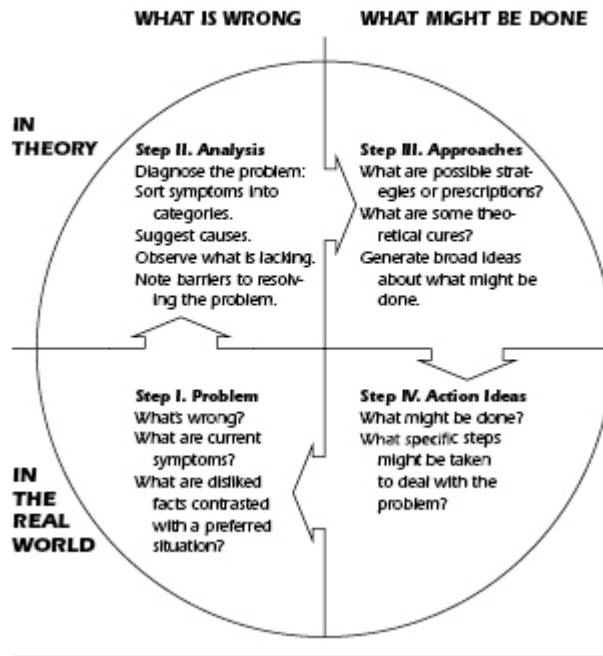 WHAT IS WRONG
WHAT MIGHT BE DONE
IN
THEORY
Step II. Analysis
Diagnose the problem:
Sort symptoms into
categories.
Suggest causes.
Observe what is lacking.
Note barriers to resolv-
ing the problem.
Step III. Approaches
What are possible strat-
egies or prescriptions?
What are some theo-
retical cures?
Generate broad ideas
about what might be
done.
IN
THE
REAL
WORLD
Step I. Problem
What's wrong?
What are current
symptoms?
What are disliked
facts contrasted
with a preferred
situation?
Step IV. Action Ideas
What might be done?
What specific steps
might be taken
to deal with the
problem?